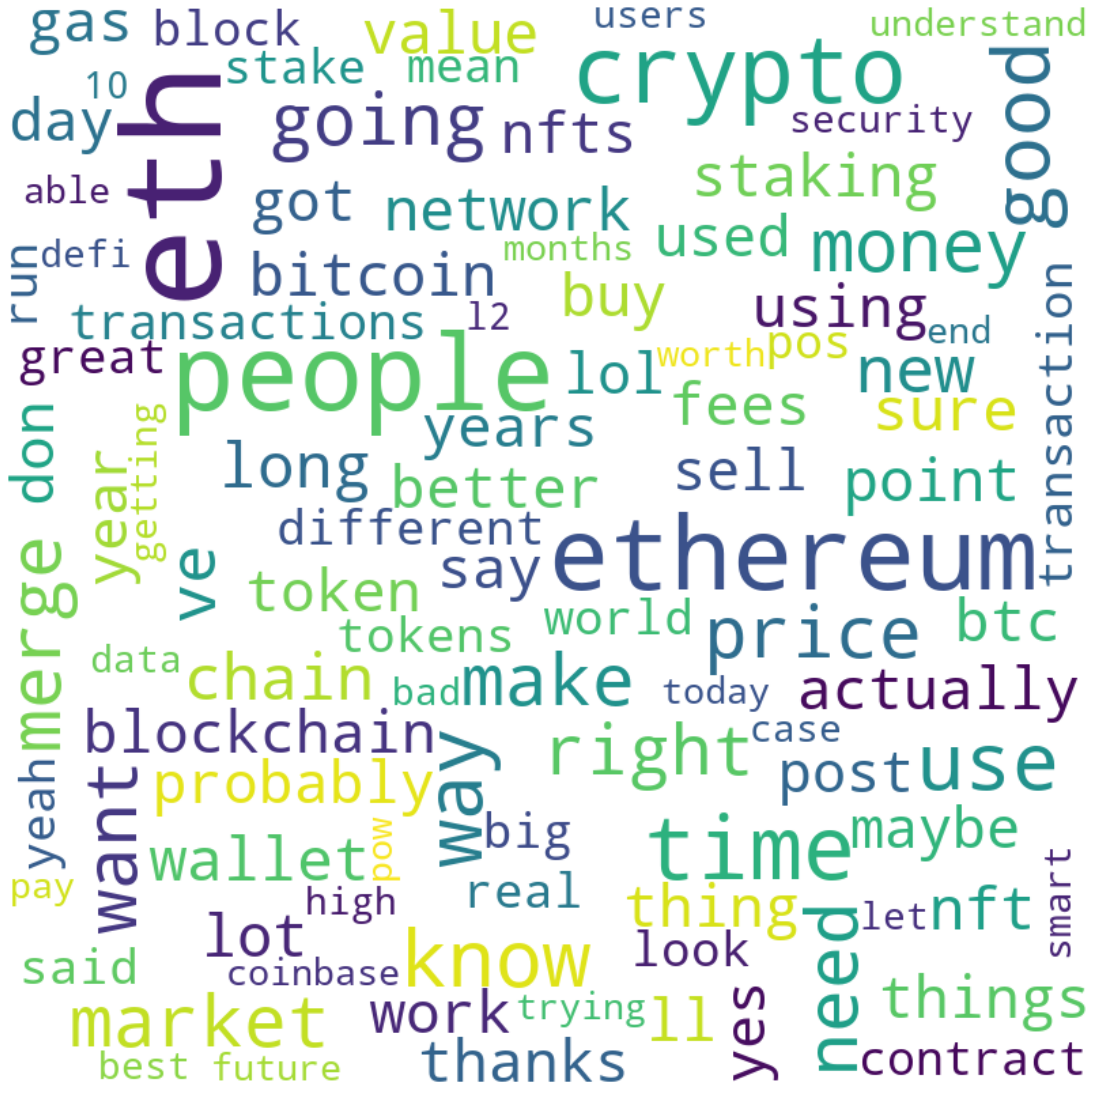 gas
block
value
users
understand
stake
mean
crypto
10
eth
day
going
nfts
security
good
able
got
network
staking
defi
run
bitcoin
months
used
money
buy
using
transactions
l2
end
great
people
lol
worth
pos
new
transaction
don
getting
years
fees
sure
long
year
better
sell
point
different
say
ethereum
ve
token
merge
tokens
world
price
btc
data
chain
bad
make
today
actually
blockchain
case
right
post
use
yeah
want
probably
way
wallet
pow
big
time
maybe
pay
high
real
thing
let
nft
smart
lot
look
said
coinbase
know
need
market
work
trying
ll
yes
things
best
future
thanks
contract